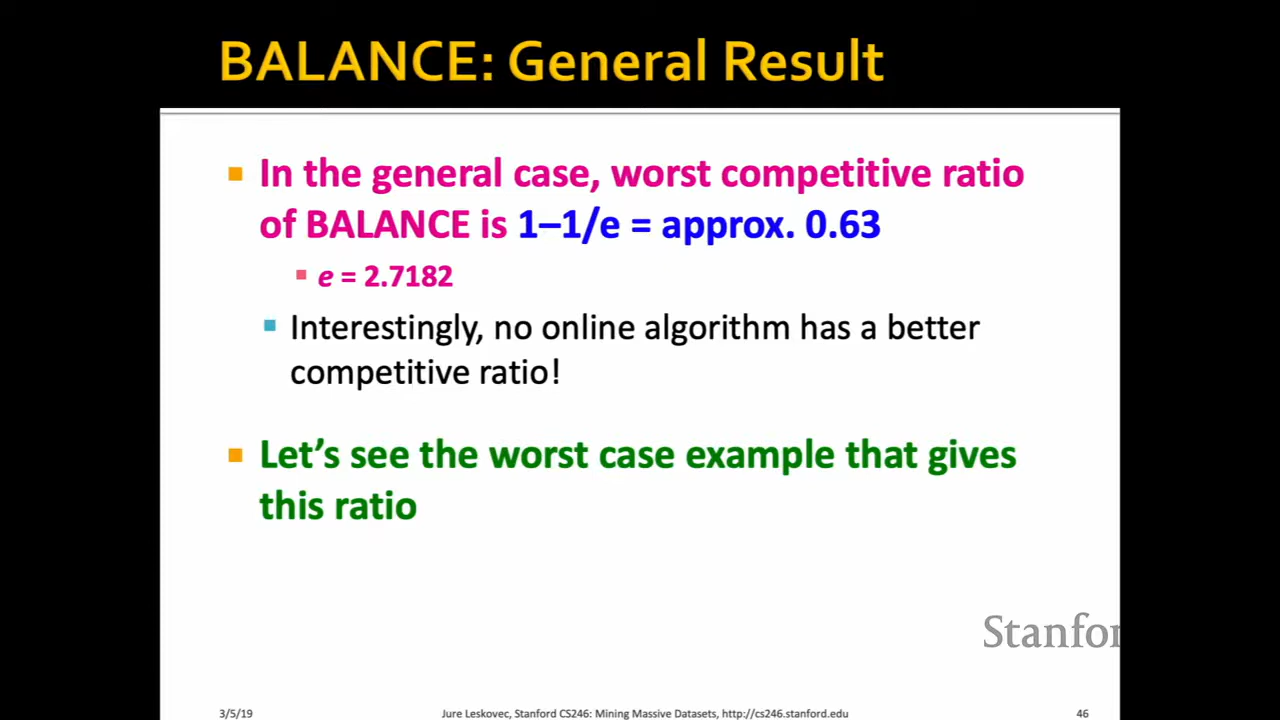 BALANCE: General Result
In the general case, worst competitive ratio
of BALANCE is 1–1/e = approx. 0.63
e = 2.7182
Interestingly, no online algorithm has a better
competitive ratio!
Let's see the worst case example that gives
this ratio
Stanfor
3/5/19 Jure Leskovec, Stanford CS246: Mining Massive Datasets, http://cs246.stanford.edu 46